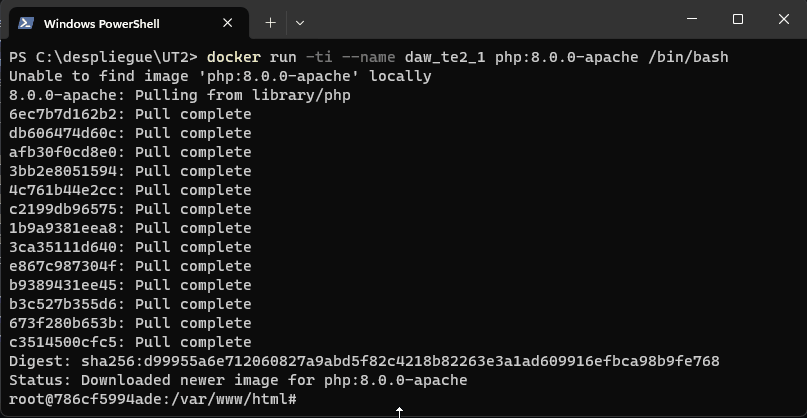 Windows PowerShell
PS C:\despliegue\UT2> docker run -ti --name daw_te2_1 php:8.0.0-apache /bin/bash
Unable to find image 'php:8.0.0-apache' locally
8.0.0-apache: Pulling from library/php
6ec7b7d162b2: Pull complete
db606474d60c: Pull complete
afb30f0cd8e0: Pull complete
3bb2e8051594: Pull complete
4c761b44e2cc: Pull complete
c2199db96575: Pull complete
1b9a9381eea8: Pull complete
3ca35111d640: Pull complete
e867c987304f: Pull complete
b9389431ee45: Pull complete
b3c527b355d6: Pull complete
673f280b653b: Pull complete
c3514500cfc5: Pull complete
Digest: sha256:d99955a6e712060827a9abd5f82c4218b82263e3a1ad609916efbca98b9fe768
Status: Downloaded newer image for php:8.0.0-apache
root@786cf5994ade:/var/www/html#